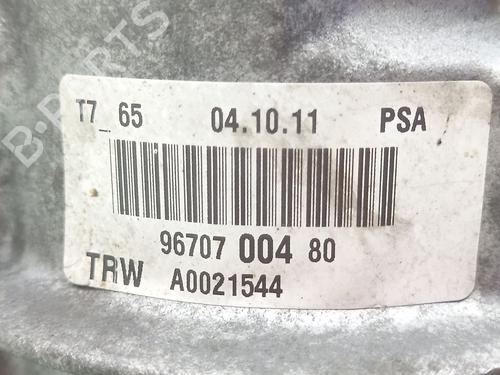 B-PARTS
T7_65 04.10.11 PSA
96707 004 80
TRW A0021544